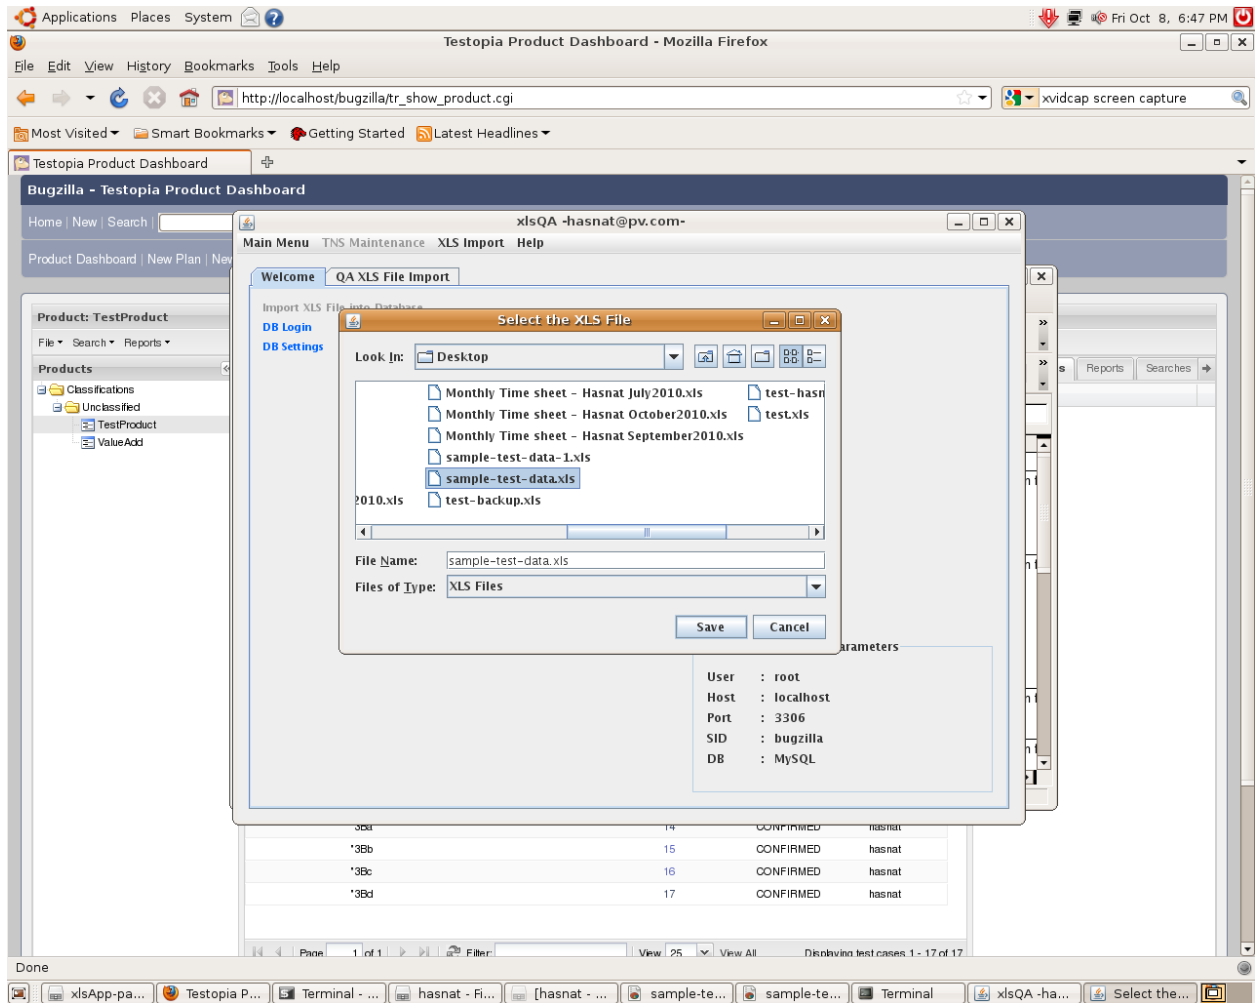 Applications Places System Fri Oct 8, 6:47 PM
Testopia Product Dashboard - Mozilla Firefox
File Edit View History Bookmarks Tools Help
http://localhost/bugzilla/tr_show_product.cgi xvidcap screen capture
Most Visited Smart Bookmarks Getting Started Latest Headlines
Testopia Product Dashboard
Bugzilla - Testopia Product Dashboard
Home | New | Search |
Product Dashboard | New Plan |
xlsQA -hasnat@pv.com-
Main Menu TNS Maintenance XLS Import Help
Welcome QA XLS File Import
Import XLS File into Database
DB Login
DB Settings
Product: TestProduct
File Search Reports
Products
Classifications
Unclassified
TestProduct
ValueAdd
Reports Searches
Select the XLS File
Look In: Desktop
Monthly Time sheet - Hasnat July2010.xls
Monthly Time sheet - Hasnat October2010.xls
Monthly Time sheet - Hasnat September2010.xls
sample-test-data-1.xls
sample-test-data.xls
2010.xls test-backup.xls
test-hasn
test.xls
File Name: sample-test-data.xls
Files of Type: XLS Files
Save Cancel
arameters
User : root
Host : localhost
Port : 3306
SID : bugzilla
DB : MySQL
14 CONFIRMED hasnat
*3Bb 15 CONFIRMED hasnat
*3Bc 16 CONFIRMED hasnat
*3Bd 17 CONFIRMED hasnat
Page 1 of 1 Filter: View 25 View All Displaying test cases 1 - 17 of 17
Done
xlsApp-pa... Testopia P... Terminal - ... hasnat - Fi... [hasnat - ... sample-te... sample-te... Terminal xlsQA -ha... Select the...